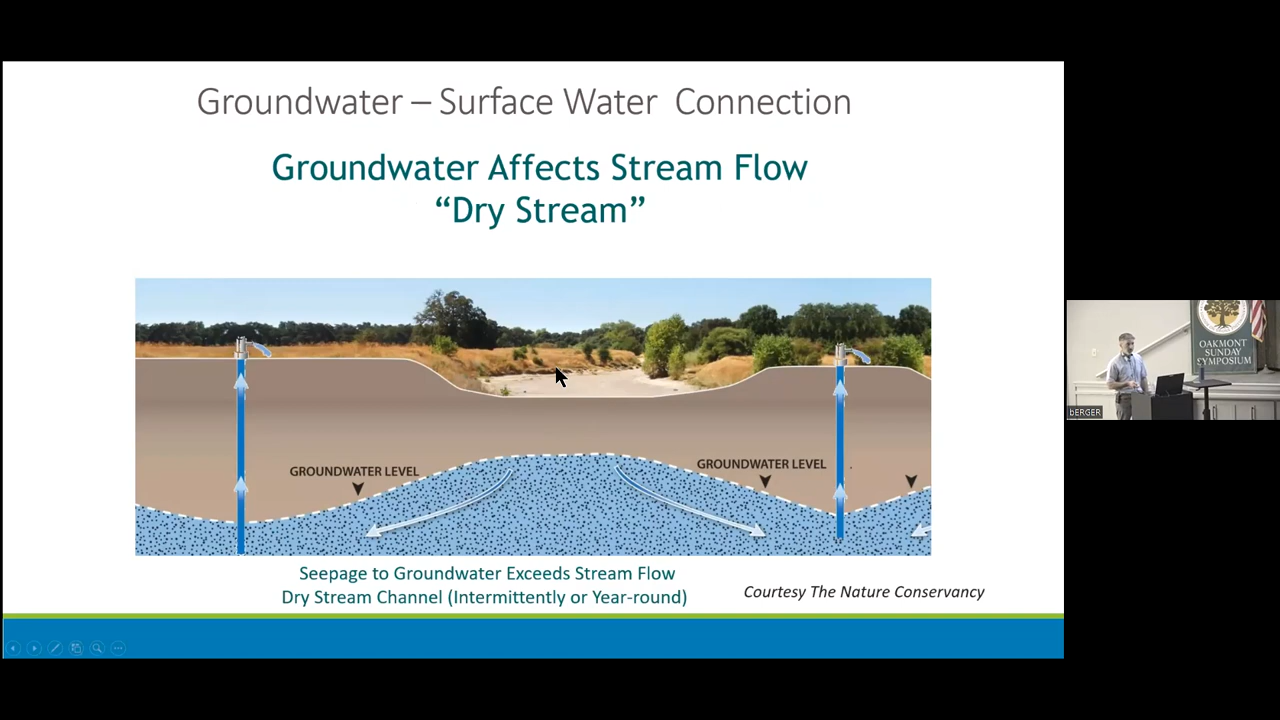 Groundwater – Surface Water Connection
Groundwater Affects Stream Flow
“Dry Stream”
GROUNDWATER LEVEL
GROUNDWATER LEVEL
Seepage to Groundwater Exceeds Stream Flow
Dry Stream Channel (Intermittently or Year-round)
Courtesy The Nature Conservancy
OAKMONT
SUNDAY
SYMPOSIUM
bERGER